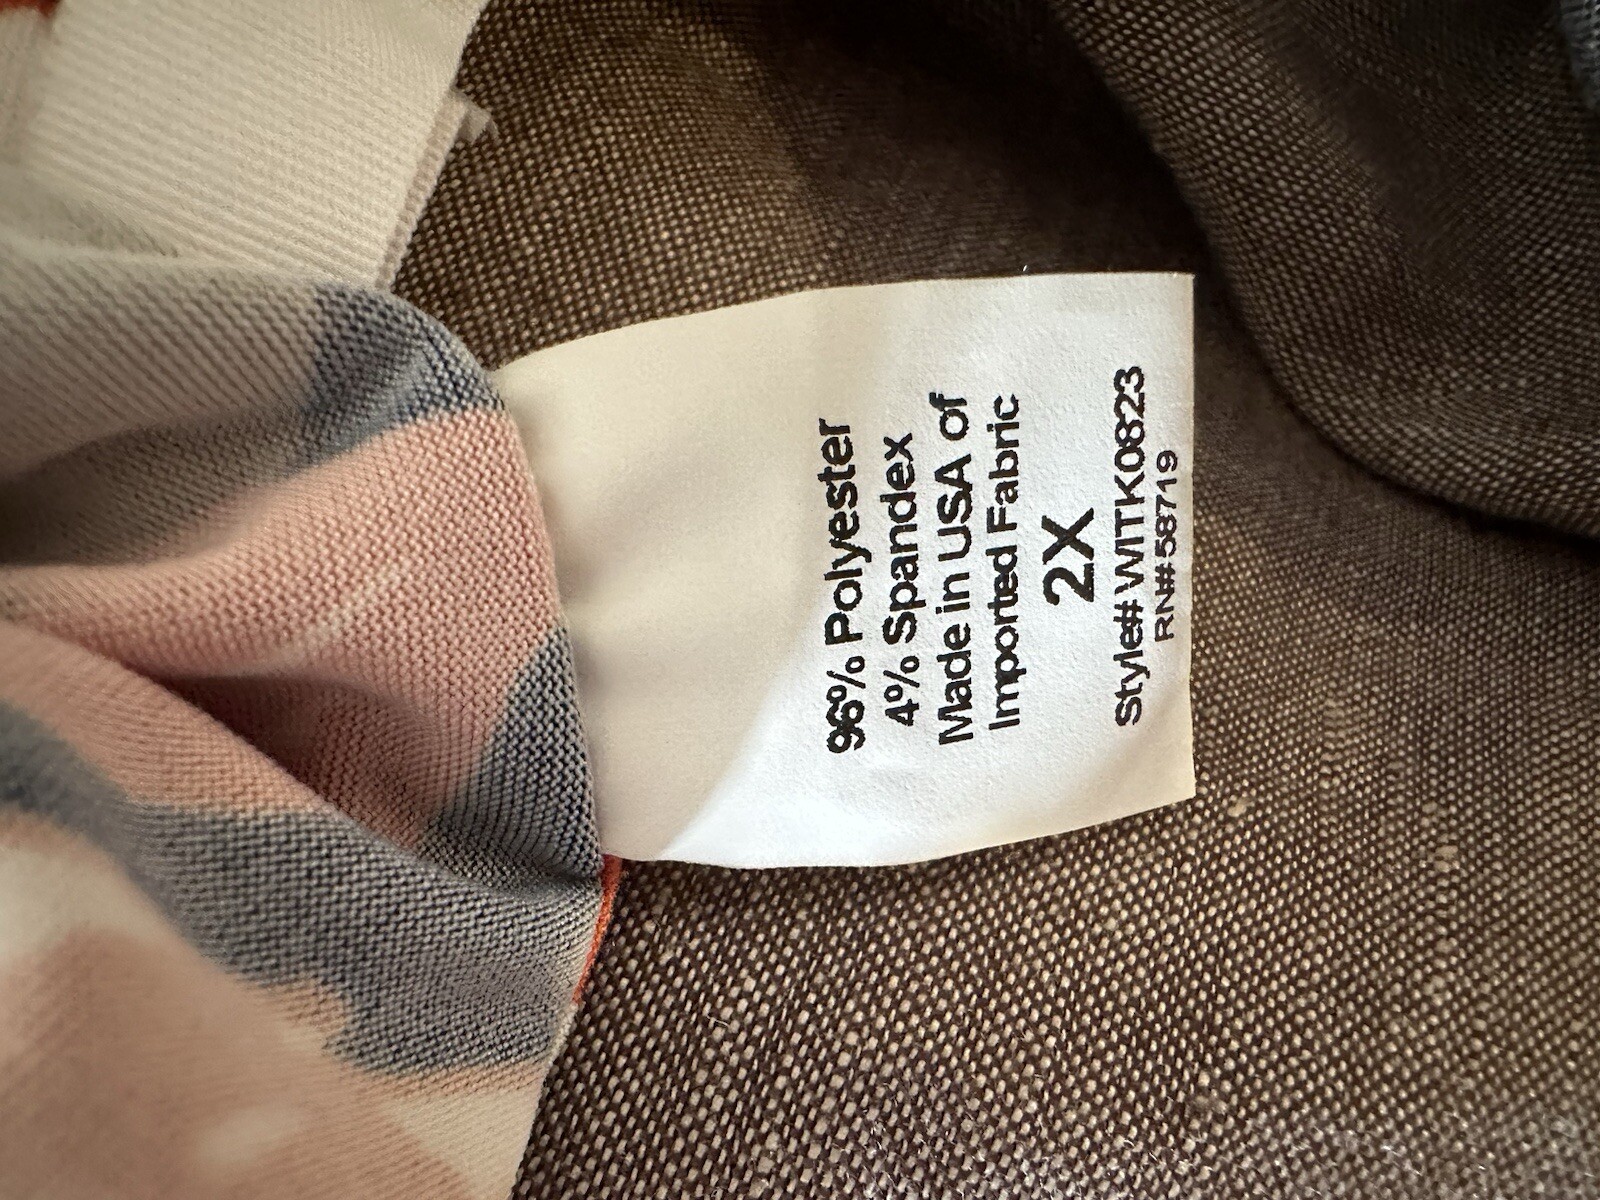 96% Polyester
4% Spandex
Made in USA of
Imported Fabric
2X
Style# WITK0823
RN# 58719